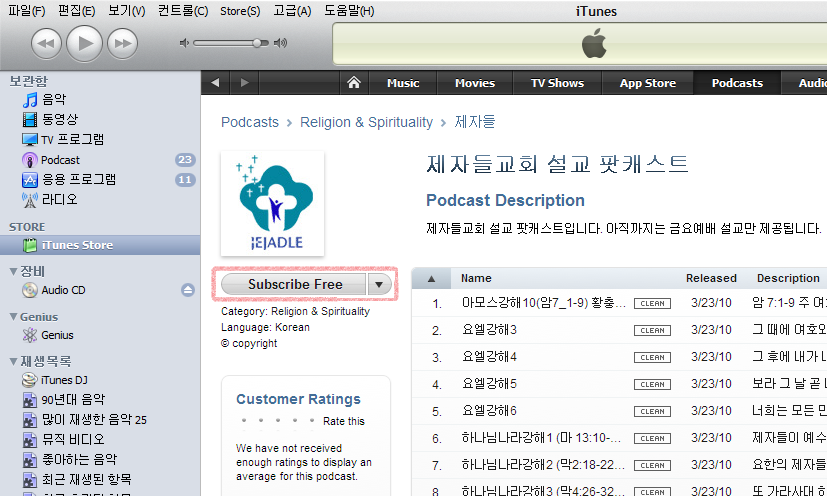 파일(F) 편집(E) 보기(V) 컨트롤(C) Store(S) 고급(A) 도움말(H)
iTunes
보관함
음악
동영상
TV 프로그램
Podcast 23
응용 프로그램 11
라디오
STORE
iTunes Store
장비
Audio CD
Genius
Genius
재생목록
iTunes DJ
90년대 음악
많이 재생한 음악 25
뮤직 비디오
좋아하는 음악
최근 재생된 항목
Music Movies TV Shows App Store Podcasts Audio
Podcasts > Religion & Spirituality > 제자들
JEJADLE
Subscribe Free
Category: Religion & Spirituality
Language: Korean
© copyright
Customer Ratings
Rate this
We have not received
enough ratings to display an
average for this podcast.
제자들교회 설교 팟캐스트
Podcast Description
제자들교회 설교 팟캐스트입니다. 아직까지는 금요예배 설교만 제공됩니다.
Name Released Description
1. 아모스강해10(암7_1-9) 황충... CLEAN 3/23/10 암 7:1-9 주 여호
2. 요엘강해3 CLEAN 3/23/10 그 때에 여호와
3. 요엘강해4 CLEAN 3/23/10 그 후에 내가 내
4. 요엘강해5 CLEAN 3/23/10 보라 그 날 곧 내
5. 요엘강해6 CLEAN 3/23/10 너희는 모든 민
6. 하나님나라강해1 (마 13:10-... CLEAN 3/23/10 제자들이 예수
7. 하나님나라강해2 (막2:18-22... CLEAN 3/23/10 요한의 제자들
8. 하나님나라강해3 (막4:26-32... CLEAN 3/23/10 또 가라사대 하